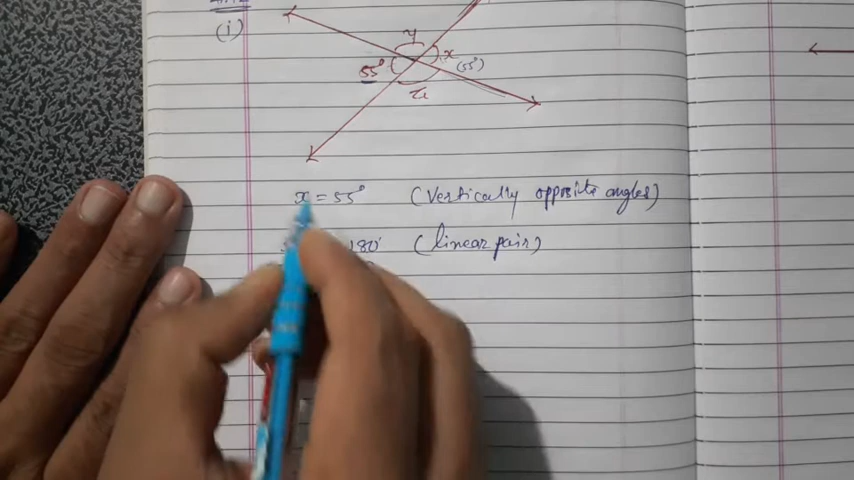 (i)
y
55° x (55°)
z
x = 55° (Vertically opposite angles)
180° (linear pair)